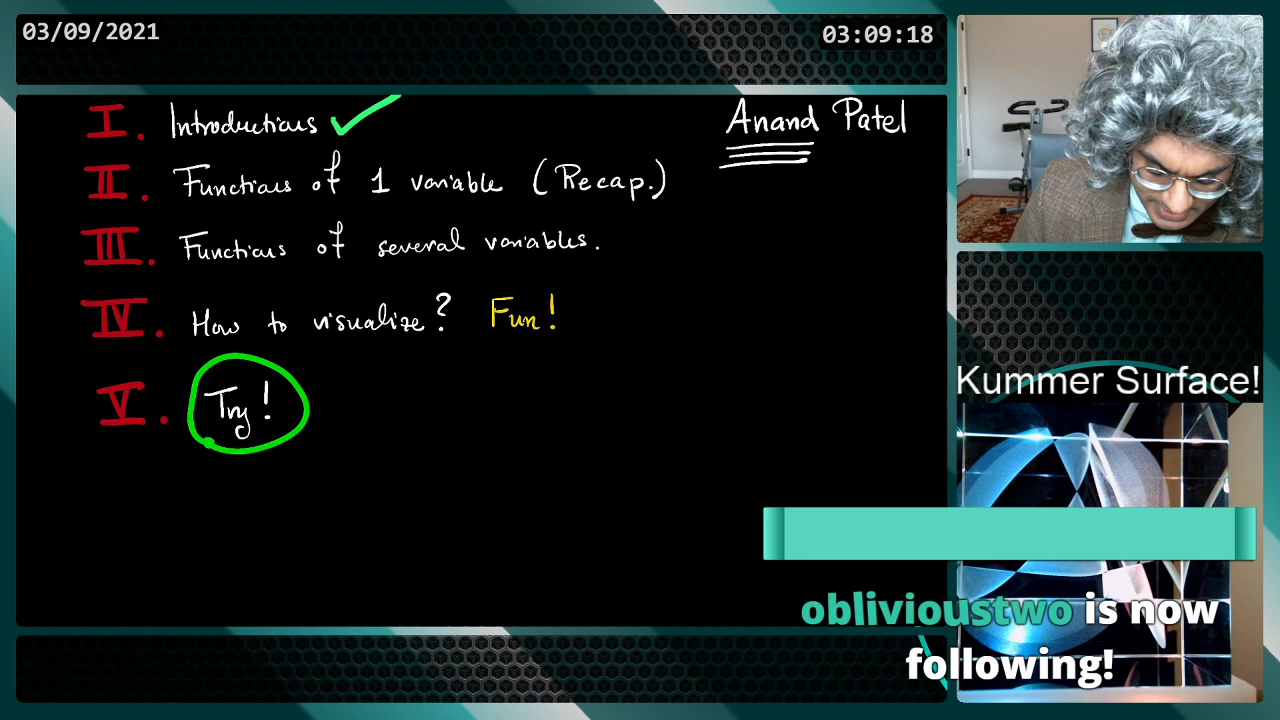 03/09/2021
03:09:18
I. Introductions
Anand Patel
II. Functions of 1 variable (Recap.)
III. Functions of several variables.
IV. How to visualize? Fun!
V. Try!
Kummer Surface!
oblivioustwo is now
following!